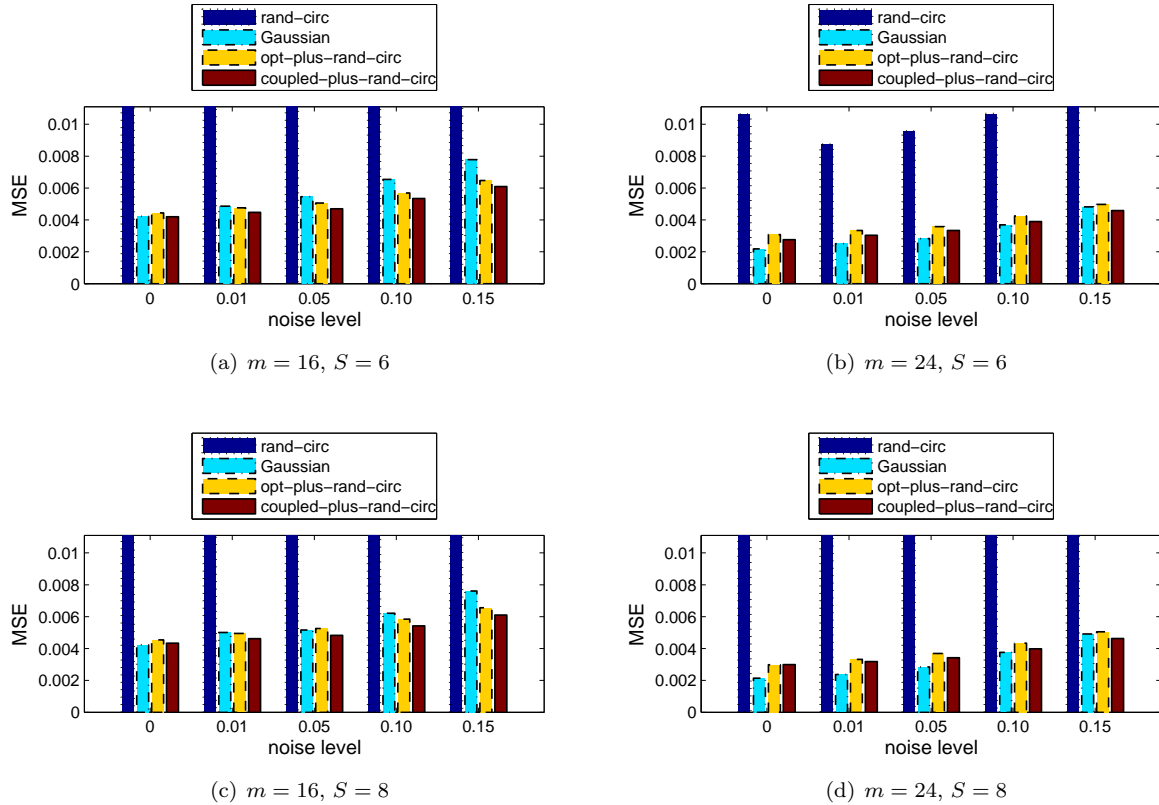 rand-circ
Gaussian
opt-plus-rand-circ
coupled-plus-rand-circ
0.01
0.008
0.006
0.004
0.002
0
MSE
0 0.01 0.05 0.10 0.15
noise level
(a) m = 16, S = 6
rand-circ
Gaussian
opt-plus-rand-circ
coupled-plus-rand-circ
0.01
0.008
0.006
0.004
0.002
0
MSE
0 0.01 0.05 0.10 0.15
noise level
(b) m = 24, S = 6
rand-circ
Gaussian
opt-plus-rand-circ
coupled-plus-rand-circ
0.01
0.008
0.006
0.004
0.002
0
MSE
0 0.01 0.05 0.10 0.15
noise level
(c) m = 16, S = 8
rand-circ
Gaussian
opt-plus-rand-circ
coupled-plus-rand-circ
0.01
0.008
0.006
0.004
0.002
0
MSE
0 0.01 0.05 0.10 0.15
noise level
(d) m = 24, S = 8